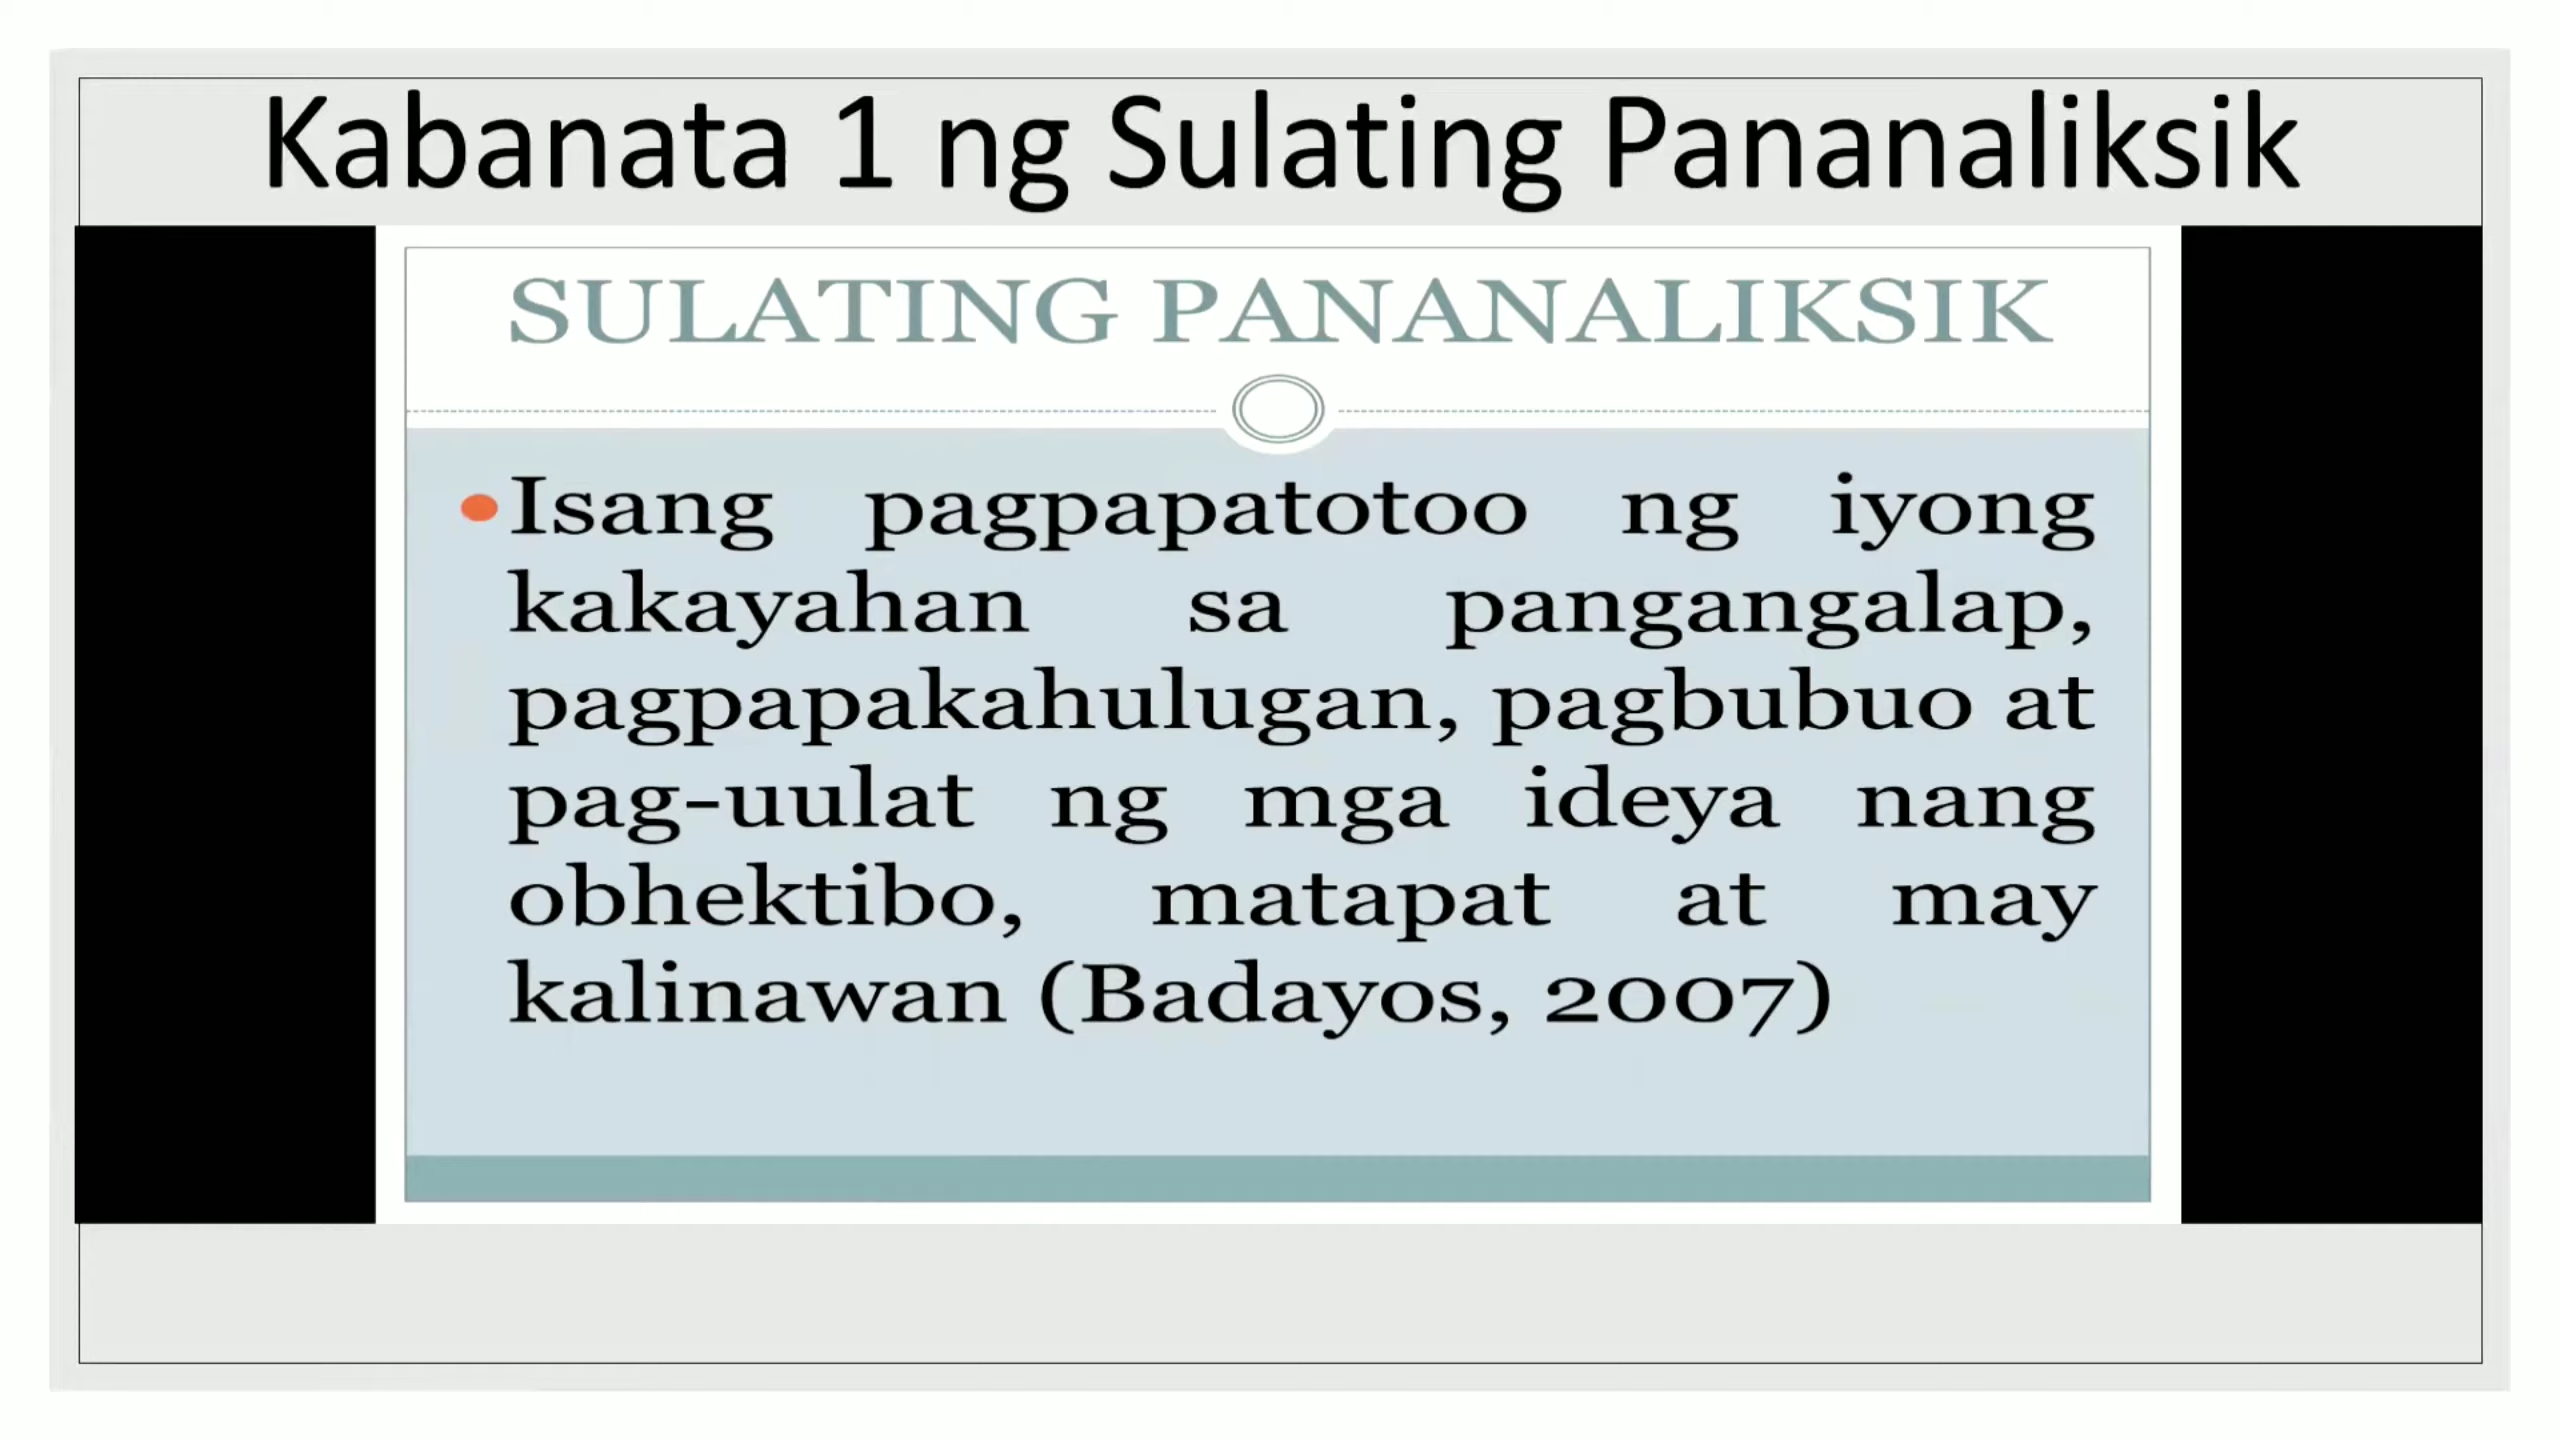 Kabanata 1 ng Sulating Pananaliksik
SULATING PANANALIKSIK
Isang pagpapatotoo ng iyong
kakayahan sa pangangalap,
pagpapakahulugan, pagbubuo at
pag-uulat ng mga ideya nang
obhektibo, matapat at may
kalinawan (Badayos, 2007)